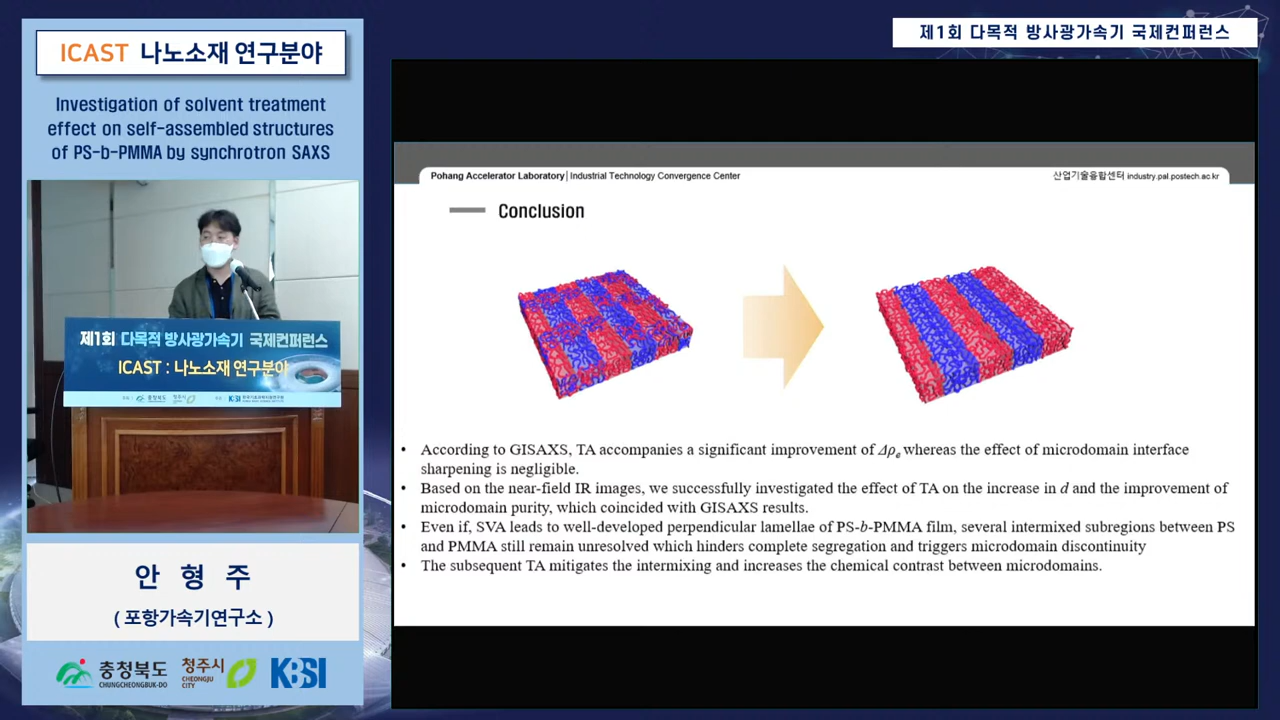 ICAST 나노소재 연구분야
제1회 다목적 방사광가속기 국제컨퍼런스
Investigation of solvent treatment
effect on self-assembled structures
of PS-b-PMMA by synchrotron SAXS
제1회 다목적 방사광가속기 국제컨퍼런스
ICAST : 나노소재 연구분야
충청북도
청주시
KBSI
안 형 주
( 포항가속기연구소 )
충청북도
CHUNGCHEONGBUK-DO
청주시
CHEONGJU
CITY
KBSI
Pohang Accelerator Laboratory | Industrial Technology Convergence Center
산업기술융합센터 industry.pal.postech.ac.kr
Conclusion
• According to GISAXS, TA accompanies a significant improvement of Δρe whereas the effect of microdomain interface
sharpening is negligible.
• Based on the near-field IR images, we successfully investigated the effect of TA on the increase in d and the improvement of
microdomain purity, which coincided with GISAXS results.
• Even if, SVA leads to well-developed perpendicular lamellae of PS-b-PMMA film, several intermixed subregions between PS
and PMMA still remain unresolved which hinders complete segregation and triggers microdomain discontinuity
• The subsequent TA mitigates the intermixing and increases the chemical contrast between microdomains.